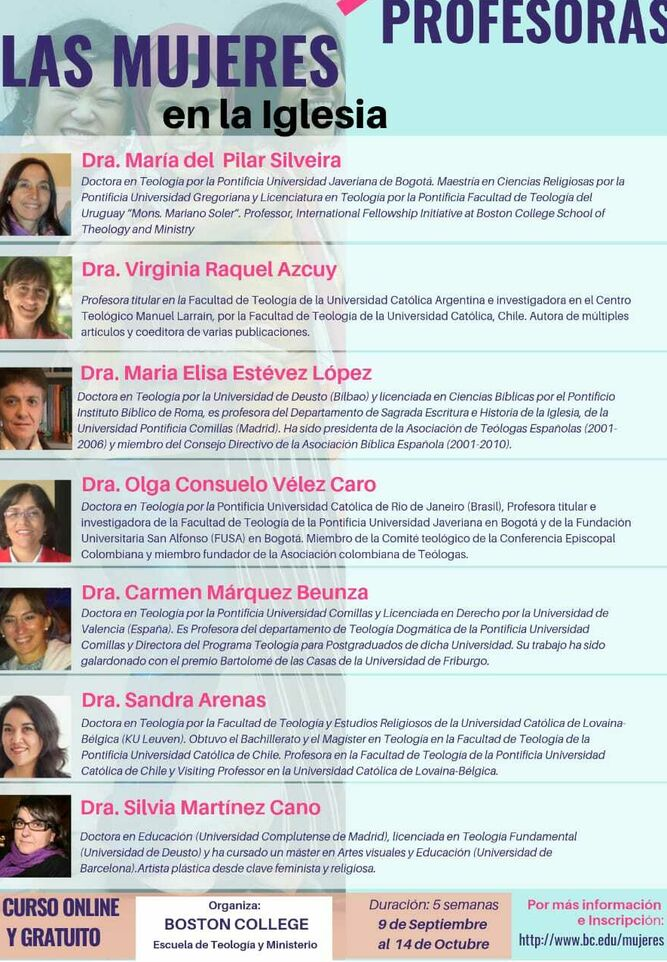 PROFESORAS
LAS MUJERES
en la Iglesia
Dra. María del Pilar Silveira
Doctora en Teología por la Pontificia Universidad Javeriana de Bogotá. Maestría en Ciencias Religiosas por la
Pontificia Universidad Gregoriana y Licenciatura en Teología por la Pontificia Facultad de Teología del
Uruguay “Mons. Mariano Soler”. Professor, International Fellowship Initiative at Boston College School of
Theology and Ministry
Dra. Virginia Raquel Azcuy
Profesora titular en la Facultad de Teología de la Universidad Católica Argentina e investigadora en el Centro
Teológico Manuel Larraín, por la Facultad de Teología de la Universidad Católica, Chile. Autora de múltiples
articulos y coeditora de varias publicaciones.
Dra. Maria Elisa Estévez López
Doctora en Teología por la Universidad de Deusto (Bilbao) y licenciada en Ciencias Bíblicas por el Pontificio
Instituto Bíblico de Roma, es profesora del Departamento de Sagrada Escritura e Historia de la Iglesia, de la
Universidad Pontificia Comillas (Madrid). Ha sido presidenta de la Asociación de Teólogas Españolas (2001-
2006) y miembro del Consejo Directivo de la Asociación Bíblica Española (2001-2010).
Dra. Olga Consuelo Vélez Caro
Doctora en Teología por la Pontificia Universidad Católica de Rio de Janeiro (Brasil), Profesora titular e
investigadora de la Facultad de Teología de la Pontificia Universidad Javeriana en Bogotá y de la Fundación
Universitaria San Alfonso (FUSA) en Bogotá. Miembro de la Comité teológico de la Conferencia Episcopal
Colombiana y miembro fundador de la Asociación colombiana de Teólogas.
Dra. Carmen Márquez Beunza
Doctora en Teología por la Pontificia Universidad Comillas y Licenciada en Derecho por la Universidad de
Valencia (España). Es Profesora del departamento de Teología Dogmática de la Pontificia Universidad
Comillas y Directora del Programa Teología para Postgraduados de dicha Universidad. Su trabajo ha sido
galardonado con el premio Bartolomé de las Casas de la Universidad de Friburgo.
Dra. Sandra Arenas
Doctora en Teología por la Facultad de Teología y Estudios Religiosos de la Universidad Católica de Lovaina-
Bélgica (KU Leuven). Obtuvo el Bachillerato y el Magíster en Teología en la Facultad de Teología de la
Pontificia Universidad Católica de Chile. Profesora en la Facultad de Teología de la Pontificia Universidad
Católica de Chile y Visiting Professor en la Universidad Católica de Lovaina-Bélgica.
Dra. Silvia Martínez Cano
Doctora en Educación (Universidad Complutense de Madrid), licenciada en Teología Fundamental
(Universidad de Deusto) y ha cursado un máster en Artes visuales y Educación (Universidad de
Barcelona).Artista plástica desde clave feminista y religiosa.
CURSO ONLINE
Y GRATUITO
Organiza:
BOSTON COLLEGE
Escuela de Teología y Ministerio
Duración: 5 semanas
9 de Septiembre
al 14 de Octubre
Por más información
e Inscripción:
http://www.bc.edu/mujeres